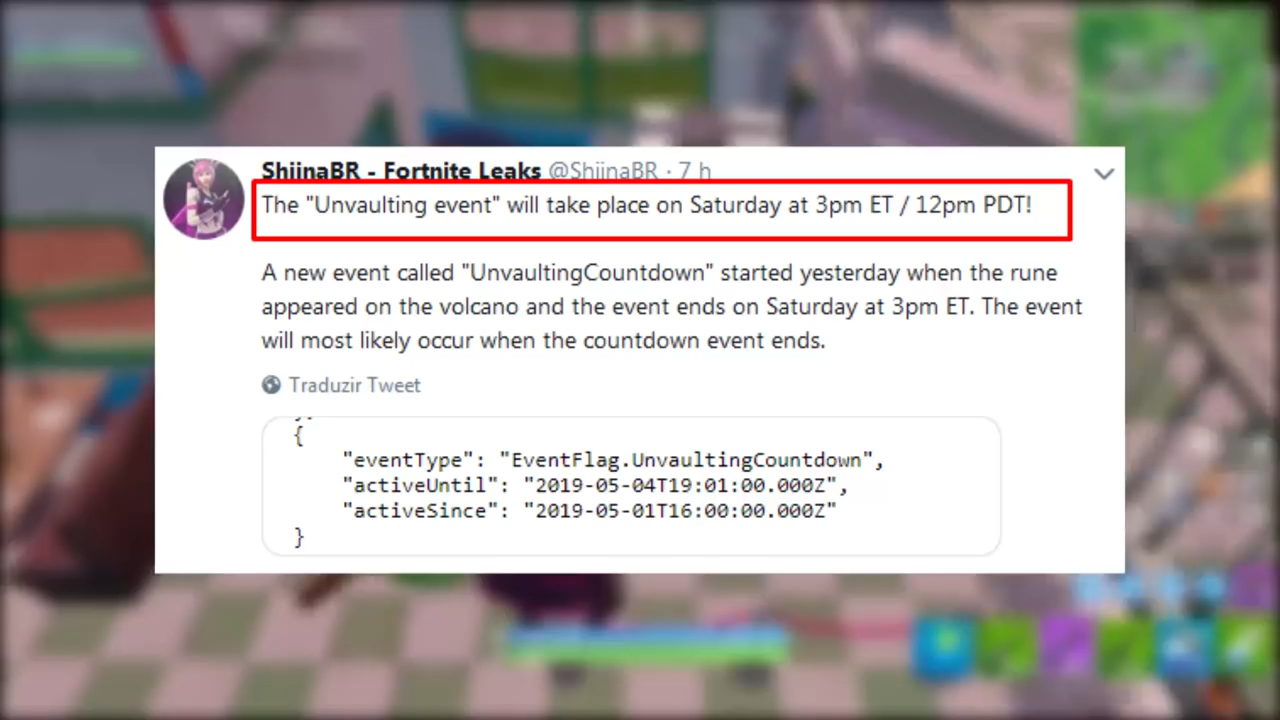 ShiinaBR - Fortnite Leaks @ShiinaBR · 7 h
The "Unvaulting event" will take place on Saturday at 3pm ET / 12pm PDT!
A new event called "UnvaultingCountdown" started yesterday when the rune
appeared on the volcano and the event ends on Saturday at 3pm ET. The event
will most likely occur when the countdown event ends.
Traduzir Tweet
{
"eventType": "EventFlag.UnvaultingCountdown",
"activeUntil": "2019-05-04T19:01:00.000Z",
"activeSince": "2019-05-01T16:00:00.000Z"
}